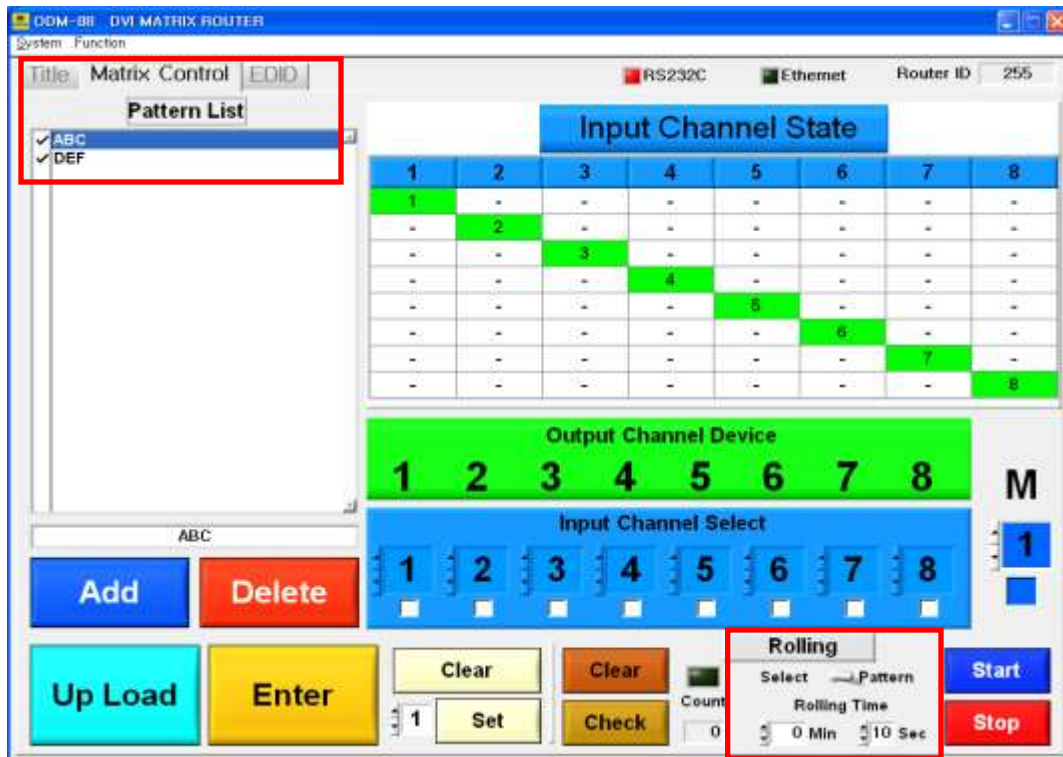 ODM-88 DVI MATRIX ROUTER
System Function
Title Matrix Control EDID
RS232C Ethernet Router ID 255
Pattern List
ABC
DEF
Input Channel State
1 2 3 4 5 6 7 8
1 - - - - - - -
- 2 - - - - - -
- - 3 - - - - -
- - - 4 - - - -
- - - - 5 - - -
- - - - - 6 - -
- - - - - - 7 -
- - - - - - - 8
Output Channel Device
1 2 3 4 5 6 7 8
M
ABC
Input Channel Select
1 2 3 4 5 6 7 8
1
Add Delete
Up Load Enter
Clear
1 Set
Clear
Check
Count
0
Rolling
Select Pattern
Rolling Time
0 Min 10 Sec
Start
Stop